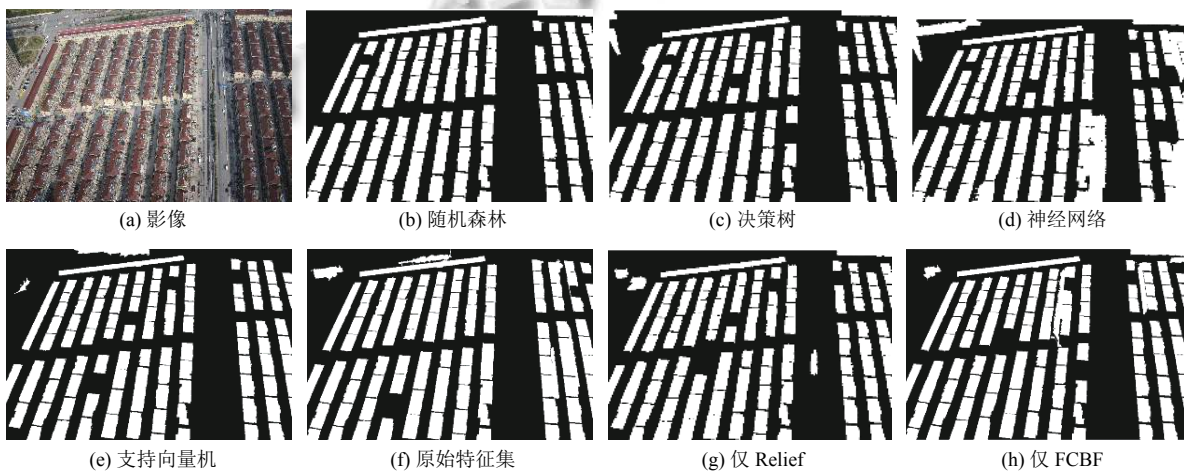 (a) 影像
(b) 随机森林
(c) 决策树
(d) 神经网络
(e) 支持向量机
(f) 原始特征集
(g) 仅 Relief
(h) 仅 FCBF